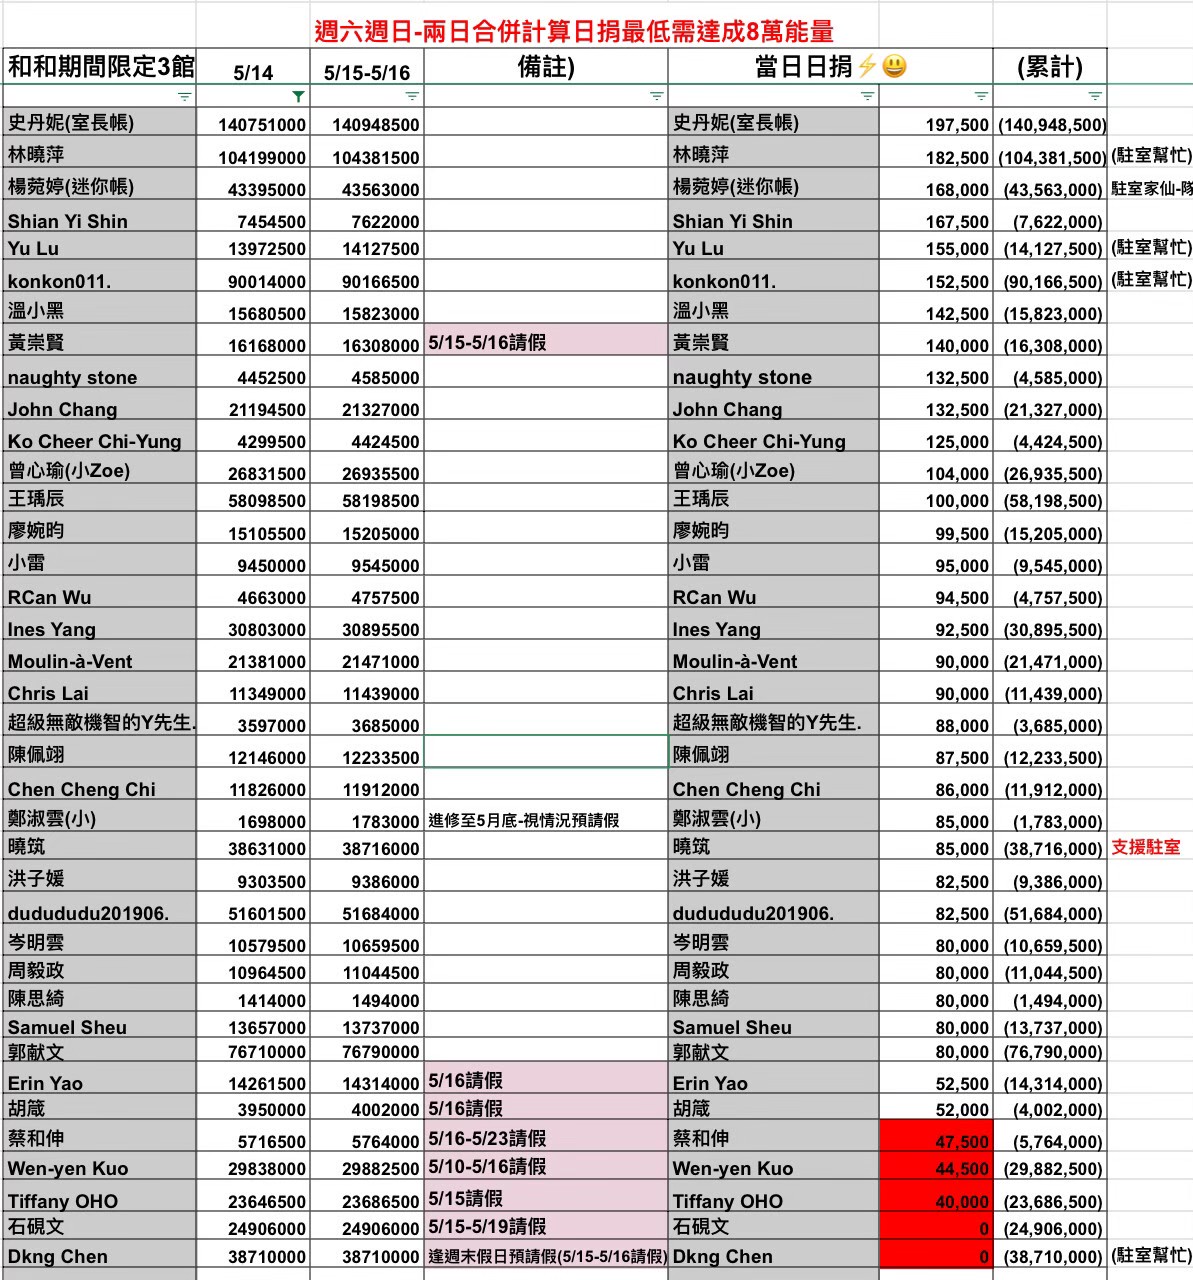 週六週日-兩日合併計算日捐最低需達成8萬能量
和和期間限定3館 5/14 5/15-5/16 備註) 當日日捐⚡😃 (累計)
史丹妮(室長帳) 140751000 140948500 史丹妮(室長帳) 197,500 (140,948,500)
林曉萍 104199000 104381500 林曉萍 182,500 (104,381,500) (駐室幫忙)
楊菀婷(迷你帳) 43395000 43563000 楊菀婷(迷你帳) 168,000 (43,563,000) 駐室家仙-隊
Shian Yi Shin 7454500 7622000 Shian Yi Shin 167,500 (7,622,000)
Yu Lu 13972500 14127500 Yu Lu 155,000 (14,127,500) (駐室幫忙)
konkon011. 90014000 90166500 konkon011. 152,500 (90,166,500) (駐室幫忙)
溫小黑 15680500 15823000 溫小黑 142,500 (15,823,000)
黃崇賢 16168000 16308000 5/15-5/16請假 黃崇賢 140,000 (16,308,000)
naughty stone 4452500 4585000 naughty stone 132,500 (4,585,000)
John Chang 21194500 21327000 John Chang 132,500 (21,327,000)
Ko Cheer Chi-Yung 4299500 4424500 Ko Cheer Chi-Yung 125,000 (4,424,500)
曾心瑜(小Zoe) 26831500 26935500 曾心瑜(小Zoe) 104,000 (26,935,500)
王瑀辰 58098500 58198500 王瑀辰 100,000 (58,198,500)
廖婉昀 15105500 15205000 廖婉昀 99,500 (15,205,000)
小雷 9450000 9545000 小雷 95,000 (9,545,000)
RCan Wu 4663000 4757500 RCan Wu 94,500 (4,757,500)
Ines Yang 30803000 30895500 Ines Yang 92,500 (30,895,500)
Moulin-à-Vent 21381000 21471000 Moulin-à-Vent 90,000 (21,471,000)
Chris Lai 11349000 11439000 Chris Lai 90,000 (11,439,000)
超級無敵機智的Y先生. 3597000 3685000 超級無敵機智的Y先生. 88,000 (3,685,000)
陳佩翊 12146000 12233500 陳佩翊 87,500 (12,233,500)
Chen Cheng Chi 11826000 11912000 Chen Cheng Chi 86,000 (11,912,000)
鄭淑雲(小) 1698000 1783000 進修至5月底-視情況預請假 鄭淑雲(小) 85,000 (1,783,000)
曉筑 38631000 38716000 曉筑 85,000 (38,716,000) 支援駐室
洪子媛 9303500 9386000 洪子媛 82,500 (9,386,000)
dudududu201906. 51601500 51684000 dudududu201906. 82,500 (51,684,000)
岑明雲 10579500 10659500 岑明雲 80,000 (10,659,500)
周毅政 10964500 11044500 周毅政 80,000 (11,044,500)
陳思綺 1414000 1494000 陳思綺 80,000 (1,494,000)
Samuel Sheu 13657000 13737000 Samuel Sheu 80,000 (13,737,000)
郭献文 76710000 76790000 郭献文 80,000 (76,790,000)
Erin Yao 14261500 14314000 5/16請假 Erin Yao 52,500 (14,314,000)
胡箴 3950000 4002000 5/16請假 胡箴 52,000 (4,002,000)
蔡和伸 5716500 5764000 5/16-5/23請假 蔡和伸 47,500 (5,764,000)
Wen-yen Kuo 29838000 29882500 5/10-5/16請假 Wen-yen Kuo 44,500 (29,882,500)
Tiffany OHO 23646500 23686500 5/15請假 Tiffany OHO 40,000 (23,686,500)
石硯文 24906000 24906000 5/15-5/19請假 石硯文 0 (24,906,000)
Dkng Chen 38710000 38710000 逢週末假日預請假(5/15-5/16請假) Dkng Chen 0 (38,710,000) (駐室幫忙)